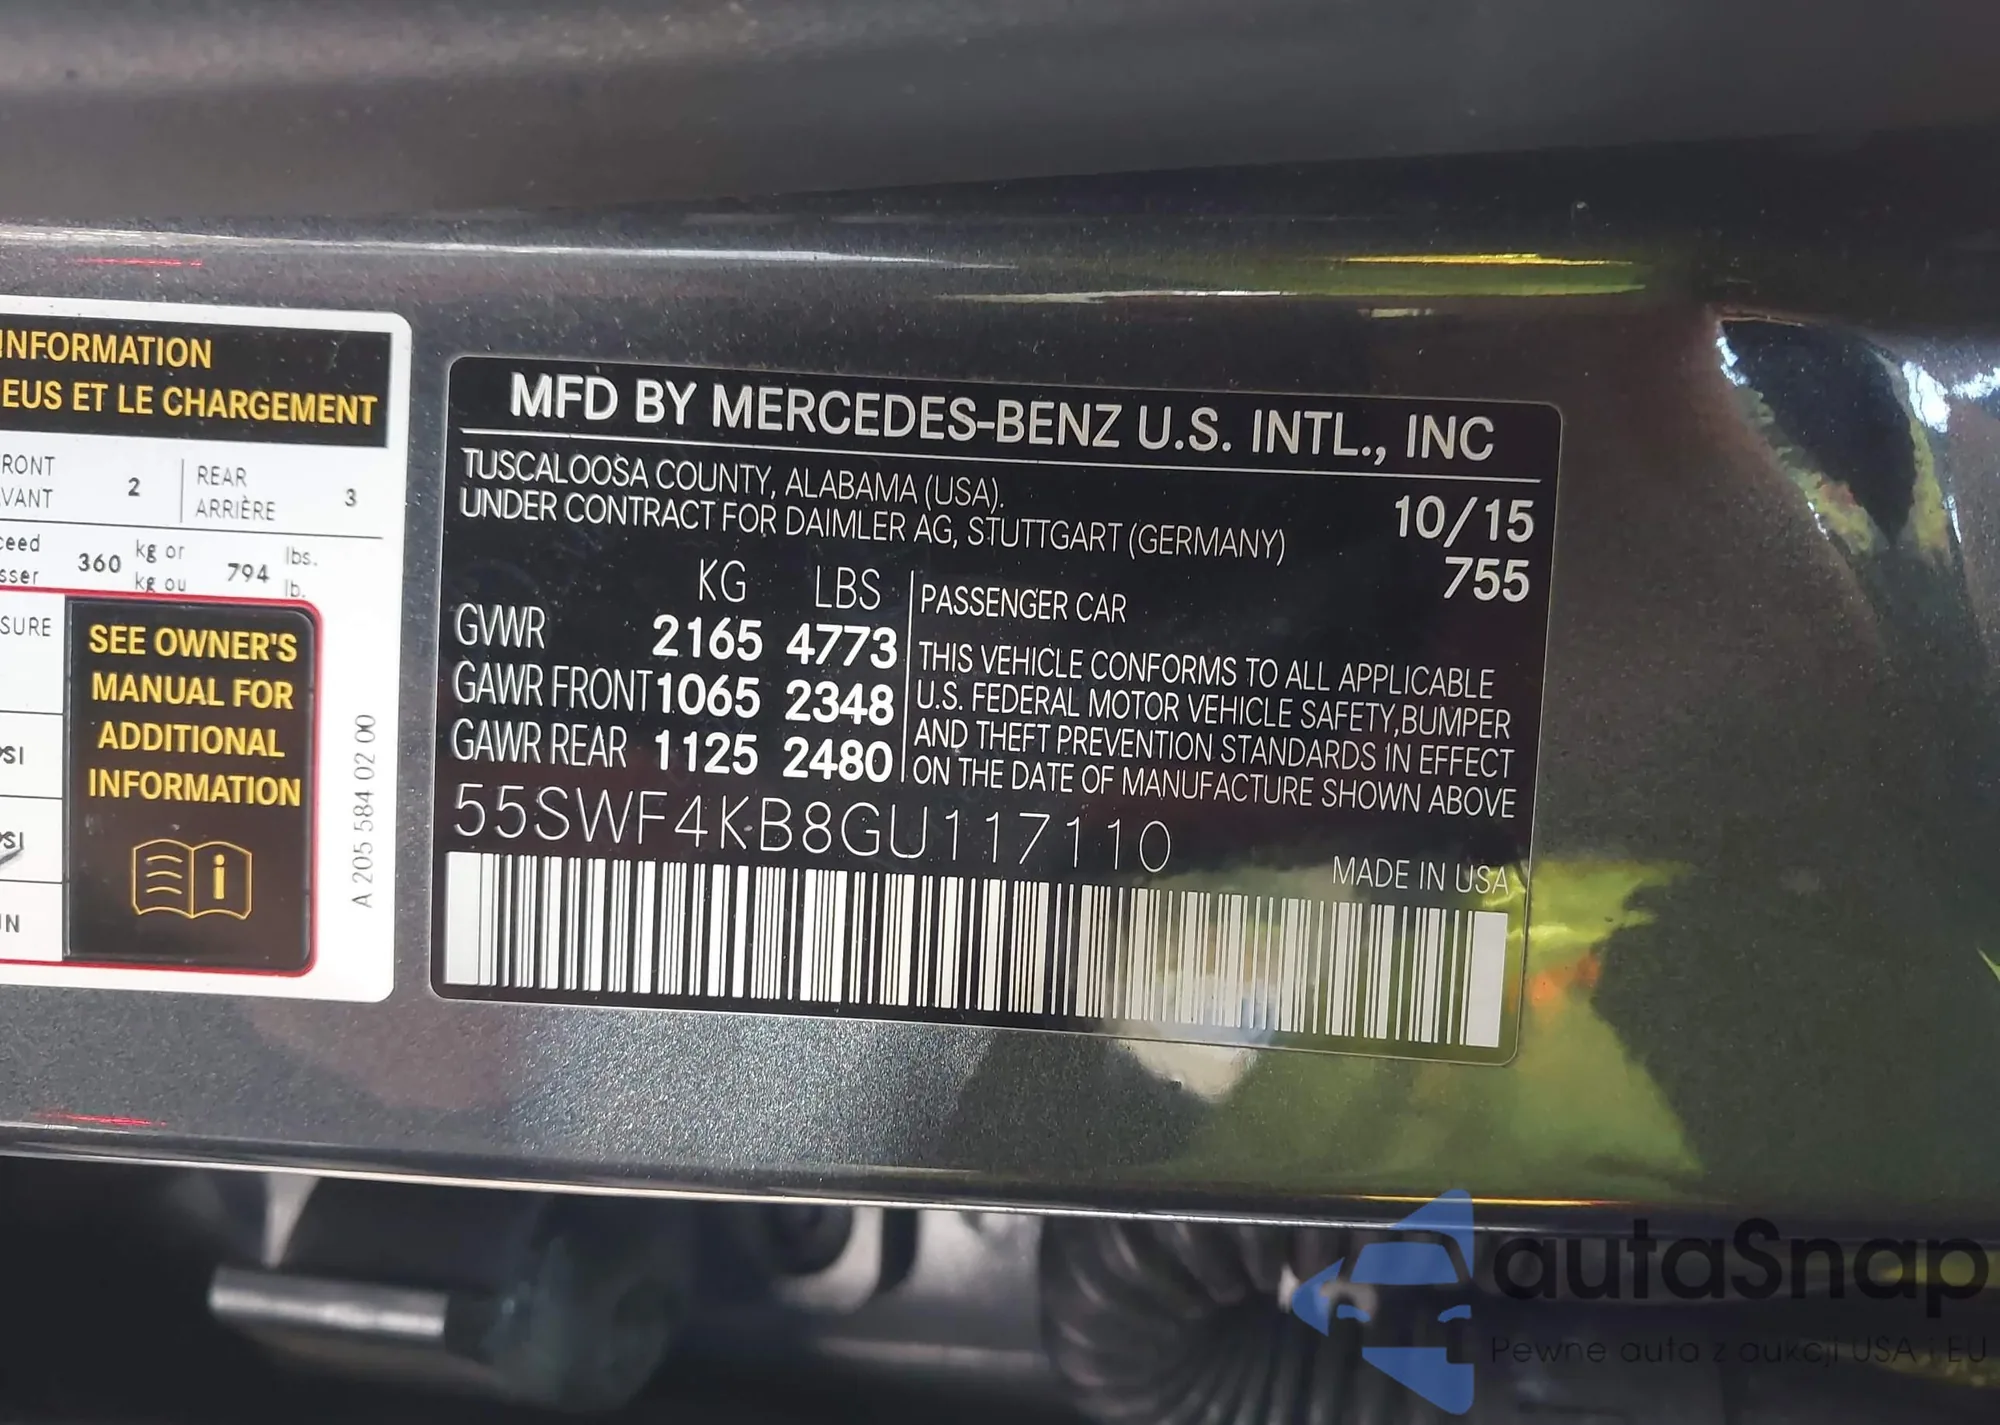 INFORMATION
EUS ET LE CHARGEMENT
RONT
VANT
2
REAR
ARRIÈRE
3
ceed
sser
360
kg or
kg ou
794
lbs.
lb.
SURE
SEE OWNER'S
MANUAL FOR
ADDITIONAL
INFORMATION
PSI
PSI
A 205 584 02 00
MFD BY MERCEDES-BENZ U.S. INTL., INC
TUSCALOOSA COUNTY, ALABAMA (USA).
UNDER CONTRACT FOR DAIMLER AG, STUTTGART (GERMANY)
10/15
755
KG LBS
GVWR 2165 4773
GAWR FRONT 1065 2348
GAWR REAR 1125 2480
PASSENGER CAR
THIS VEHICLE CONFORMS TO ALL APPLICABLE
U.S. FEDERAL MOTOR VEHICLE SAFETY, BUMPER
AND THEFT PREVENTION STANDARDS IN EFFECT
ON THE DATE OF MANUFACTURE SHOWN ABOVE
55SWF4KB8GU117110
MADE IN USA
autaSnap
Pewne auta z aukcji USA i EU